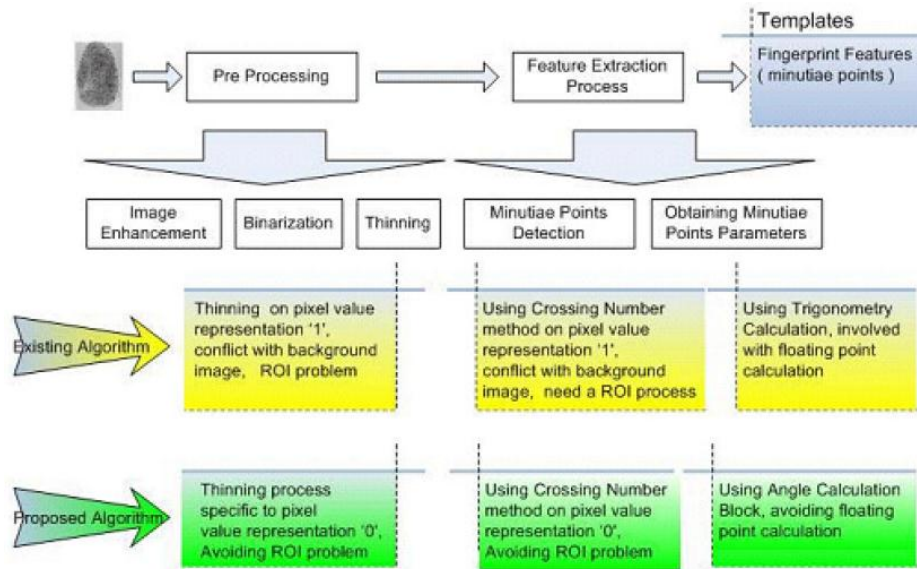 Templates
Pre Processing
Feature Extraction
Process
Fingerprint Features
( minutiae points )
Image
Enhancement
Binarization
Thinning
Minutiae Points
Detection
Obtaining Minutiae
Points Parameters
Existing Algorithm
Thinning on pixel value
representation '1',
conflict with background
image, ROI problem
Using Crossing Number
method on pixel value
representation '1',
conflict with background
image, need a ROI process
Using Trigonometry
Calculation, involved
with floating point
calculation
Proposed Algorithm
Thinning process
specific to pixel
value representation '0',
Avoiding ROI problem
Using Crossing Number
method on pixel value
representation '0',
Avoiding ROI problem
Using Angle Calculation
Block, avoiding floating
point calculation